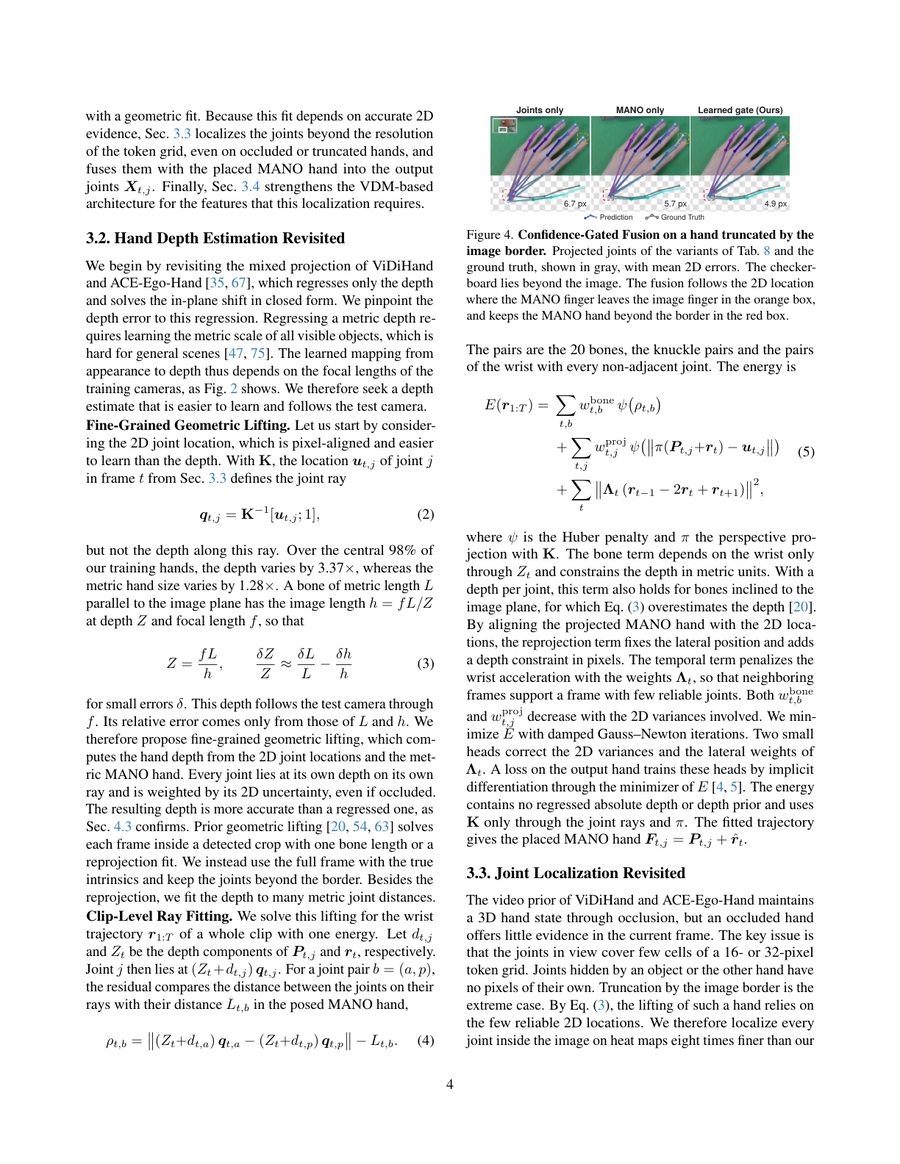 with a geometric fit. Because this fit depends on accurate 2D
evidence, Sec. 3.3 localizes the joints beyond the resolution
of the token grid, even on occluded or truncated hands, and
fuses them with the placed MANO hand into the output
joints X_{t,j}. Finally, Sec. 3.4 strengthens the VDM-based
architecture for the features that this localization requires.
3.2. Hand Depth Estimation Revisited
We begin by revisiting the mixed projection of ViDiHand
and ACE-Ego-Hand [35, 67], which regresses only the depth
and solves the in-plane shift in closed form. We pinpoint the
depth error to this regression. Regressing a metric depth re-
quires learning the metric scale of all visible objects, which is
hard for general scenes [47, 75]. The learned mapping from
appearance to depth thus depends on the focal lengths of the
training cameras, as Fig. 2 shows. We therefore seek a depth
estimate that is easier to learn and follows the test camera.
Fine-Grained Geometric Lifting. Let us start by consider-
ing the 2D joint location, which is pixel-aligned and easier
to learn than the depth. With K, the location u_{t,j} of joint j
in frame t from Sec. 3.3 defines the joint ray
q_{t,j} = K^{-1}[u_{t,j}; 1], (2)
but not the depth along this ray. Over the central 98% of
our training hands, the depth varies by 3.37×, whereas the
metric hand size varies by 1.28×. A bone of metric length L
parallel to the image plane has the image length h = fL/Z
at depth Z and focal length f, so that
Z = fL/h, δZ/Z ≈ δL/L − δh/h (3)
for small errors δ. This depth follows the test camera through
f. Its relative error comes only from those of L and h. We
therefore propose fine-grained geometric lifting, which com-
putes the hand depth from the 2D joint locations and the met-
ric MANO hand. Every joint lies at its own depth on its own
ray and is weighted by its 2D uncertainty, even if occluded.
The resulting depth is more accurate than a regressed one, as
Sec. 4.3 confirms. Prior geometric lifting [20, 54, 63] solves
each frame inside a detected crop with one bone length or a
reprojection fit. We instead use the full frame with the true
intrinsics and keep the joints beyond the border. Besides the
reprojection, we fit the depth to many metric joint distances.
Clip-Level Ray Fitting. We solve this lifting for the wrist
trajectory r_{1:T} of a whole clip with one energy. Let d_{t,j}
and Z_t be the depth components of P_{t,j} and r_t, respectively.
Joint j then lies at (Z_t + d_{t,j}) q_{t,j}. For a joint pair b = (a, p),
the residual compares the distance between the joints on their
rays with their distance L_{t,b} in the posed MANO hand,
ρ_{t,b} = ‖(Z_t+d_{t,a}) q_{t,a} − (Z_t+d_{t,p}) q_{t,p}‖ − L_{t,b}. (4)
Joints only MANO only Learned gate (Ours)
6.7 px 5.7 px 4.9 px
Prediction Ground Truth
Figure 4. Confidence-Gated Fusion on a hand truncated by the
image border. Projected joints of the variants of Tab. 8 and the
ground truth, shown in gray, with mean 2D errors. The checker-
board lies beyond the image. The fusion follows the 2D location
where the MANO finger leaves the image finger in the orange box,
and keeps the MANO hand beyond the border in the red box.
The pairs are the 20 bones, the knuckle pairs and the pairs
of the wrist with every non-adjacent joint. The energy is
E(r_{1:T}) = ∑_{t,b} w^{bone}_{t,b} ψ(ρ_{t,b})
+ ∑_{t,j} w^{proj}_{t,j} ψ(‖π(P_{t,j}+r_t) − u_{t,j}‖) (5)
+ ∑_t ‖Λ_t (r_{t−1} − 2r_t + r_{t+1})‖²,
where ψ is the Huber penalty and π the perspective pro-
jection with K. The bone term depends on the wrist only
through Z_t and constrains the depth in metric units. With a
depth per joint, this term also holds for bones inclined to the
image plane, for which Eq. (3) overestimates the depth [20].
By aligning the projected MANO hand with the 2D loca-
tions, the reprojection term fixes the lateral position and adds
a depth constraint in pixels. The temporal term penalizes the
wrist acceleration with the weights Λ_t, so that neighboring
frames support a frame with few reliable joints. Both w^{bone}_{t,b}
and w^{proj}_{t,j} decrease with the 2D variances involved. We min-
imize E with damped Gauss–Newton iterations. Two small
heads correct the 2D variances and the lateral weights of
Λ_t. A loss on the output hand trains these heads by implicit
differentiation through the minimizer of E [4, 5]. The energy
contains no regressed absolute depth or depth prior and uses
K only through the joint rays and π. The fitted trajectory
gives the placed MANO hand F_{t,j} = P_{t,j} + r̂_t.
3.3. Joint Localization Revisited
The video prior of ViDiHand and ACE-Ego-Hand maintains
a 3D hand state through occlusion, but an occluded hand
offers little evidence in the current frame. The key issue is
that the joints in view cover few cells of a 16- or 32-pixel
token grid. Joints hidden by an object or the other hand have
no pixels of their own. Truncation by the image border is the
extreme case. By Eq. (3), the lifting of such a hand relies on
the few reliable 2D locations. We therefore localize every
joint inside the image on heat maps eight times finer than our
4